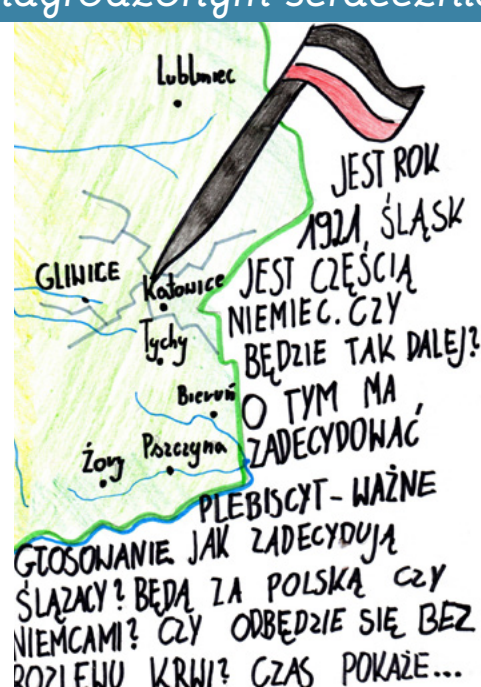 nagrodzonym serdecznie
Lubliniec
JEST ROK
1921, ŚLĄSK
GLIWICE
Katowice
JEST CZĘŚCIĄ
NIEMIEC. CZY
Tychy
BĘDZIE TAK DALEJ?
Bieruń
O TYM MA
Żory
Pszczyna
ZADECYDOWAĆ
PLEBISCYT - WAŻNE
GŁOSOWANIE. JAK ZADECYDUJĄ
ŚLĄZACY? BĘDĄ ZA POLSKĄ CZY
NIEMCAMI? CZY ODBĘDZIE SIĘ BEZ
ROZLEWU KRWI? CZAS POKAŻE...